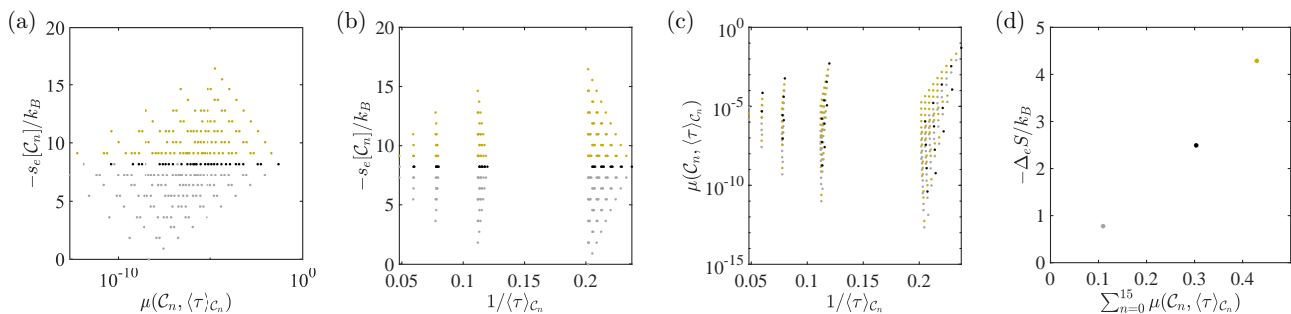 (a)
20
15
10
5
0
−s_e[C_n]/k_B
10^{-10}
10^0
μ(C_n, ⟨τ⟩_{C_n})
(b)
20
15
10
5
0
−s_e[C_n]/k_B
0.05
0.1
0.15
0.2
1/⟨τ⟩_{C_n}
(c)
10^0
10^{-5}
10^{-10}
10^{-15}
μ(C_n, ⟨τ⟩_{C_n})
0.05
0.1
0.15
0.2
1/⟨τ⟩_{C_n}
(d)
5
4
3
2
1
0
−Δ_eS/k_B
0
0.1
0.2
0.3
0.4
∑_{n=0}^{15} μ(C_n, ⟨τ⟩_{C_n})